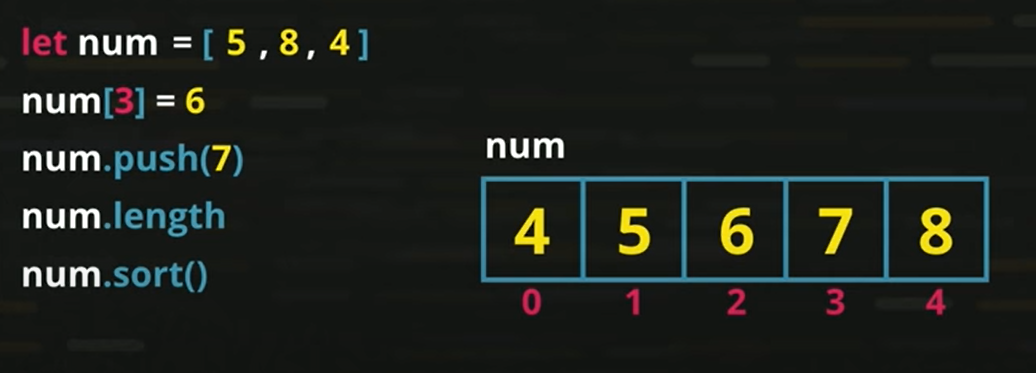 let num = [ 5 , 8 , 4 ]
num[3] = 6
num.push(7)
num.length
num.sort()
num
4 5 6 7 8
0 1 2 3 4